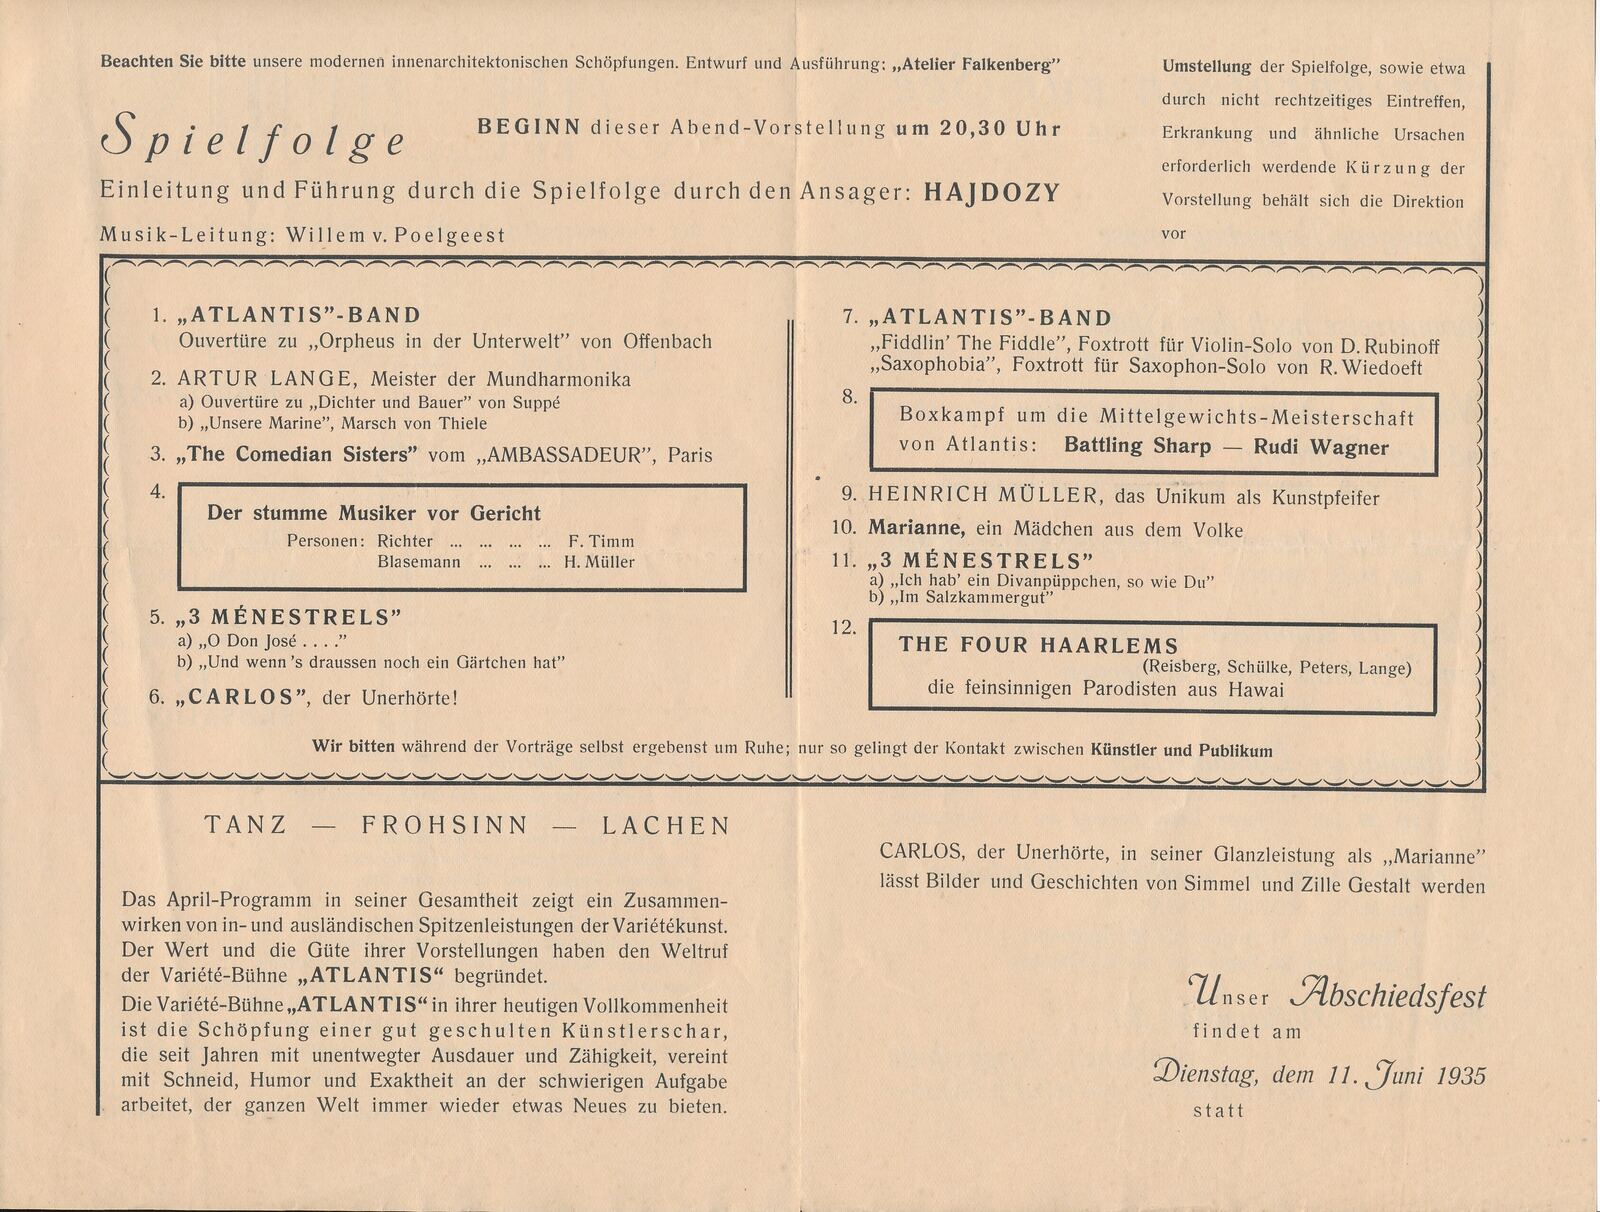 Beachten Sie bitte unsere modernen innenarchitektonischen Schöpfungen. Entwurf und Ausführung: „Atelier Falkenberg”
Spielfolge
BEGINN dieser Abend-Vorstellung um 20,30 Uhr
Einleitung und Führung durch die Spielfolge durch den Ansager: HAJDOZY
Musik-Leitung: Willem v. Poelgeest
Umstellung der Spielfolge, sowie etwa
durch nicht rechtzeitiges Eintreffen,
Erkrankung und ähnliche Ursachen
erforderlich werdende Kürzung der
Vorstellung behält sich die Direktion
vor
1. „ATLANTIS”-BAND
Ouvertüre zu „Orpheus in der Unterwelt” von Offenbach
2. ARTUR LANGE, Meister der Mundharmonika
a) Ouvertüre zu „Dichter und Bauer” von Suppé
b) „Unsere Marine”, Marsch von Thiele
3. „The Comedian Sisters” vom „AMBASSADEUR”, Paris
4.
Der stumme Musiker vor Gericht
Personen: Richter ... ... ... ... F. Timm
Blasemann ... ... ... H. Müller
5. „3 MÉNESTRELS”
a) „O Don José . . . .”
b) „Und wenn 's draussen noch ein Gärtchen hat”
6. „CARLOS”, der Unerhörte!
7. „ATLANTIS”-BAND
„Fiddlin' The Fiddle”, Foxtrott für Violin-Solo von D. Rubinoff
„Saxophobia”, Foxtrott für Saxophon-Solo von R. Wiedoeft
8.
Boxkampf um die Mittelgewichts-Meisterschaft
von Atlantis: Battling Sharp — Rudi Wagner
9. HEINRICH MÜLLER, das Unikum als Kunstpfeifer
10. Marianne, ein Mädchen aus dem Volke
11. „3 MÉNESTRELS”
a) „Ich hab' ein Divanpüppchen, so wie Du”
b) „Im Salzkammergut”
12.
THE FOUR HAARLEMS
(Reisberg, Schülke, Peters, Lange)
die feinsinnigen Parodisten aus Hawai
Wir bitten während der Vorträge selbst ergebenst um Ruhe; nur so gelingt der Kontakt zwischen Künstler und Publikum
TANZ — FROHSINN — LACHEN
Das April-Programm in seiner Gesamtheit zeigt ein Zusammen-
wirken von in- und ausländischen Spitzenleistungen der Variétékunst.
Der Wert und die Güte ihrer Vorstellungen haben den Weltruf
der Variété-Bühne „ATLANTIS“ begründet.
Die Variété-Bühne „ATLANTIS“ in ihrer heutigen Vollkommenheit
ist die Schöpfung einer gut geschulten Künstlerschar,
die seit Jahren mit unentwegter Ausdauer und Zähigkeit, vereint
mit Schneid, Humor und Exaktheit an der schwierigen Aufgabe
arbeitet, der ganzen Welt immer wieder etwas Neues zu bieten.
CARLOS, der Unerhörte, in seiner Glanzleistung als „Marianne”
lässt Bilder und Geschichten von Simmel und Zille Gestalt werden
Unser Abschiedsfest
findet am
Dienstag, dem 11. Juni 1935
statt